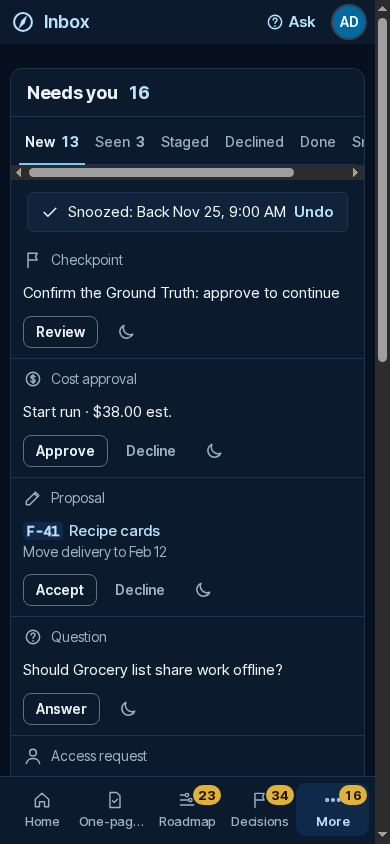 Inbox
Ask
AD
Needs you 16
New 13 Seen 3 Staged Declined Done
Snoozed: Back Nov 25, 9:00 AM Undo
Checkpoint
Confirm the Ground Truth: approve to continue
Review
Cost approval
Start run · $38.00 est.
Approve Decline
Proposal
F-41 Recipe cards
Move delivery to Feb 12
Accept Decline
Question
Should Grocery list share work offline?
Answer
Access request
23 34 16
Home One-pag… Roadmap Decisions More